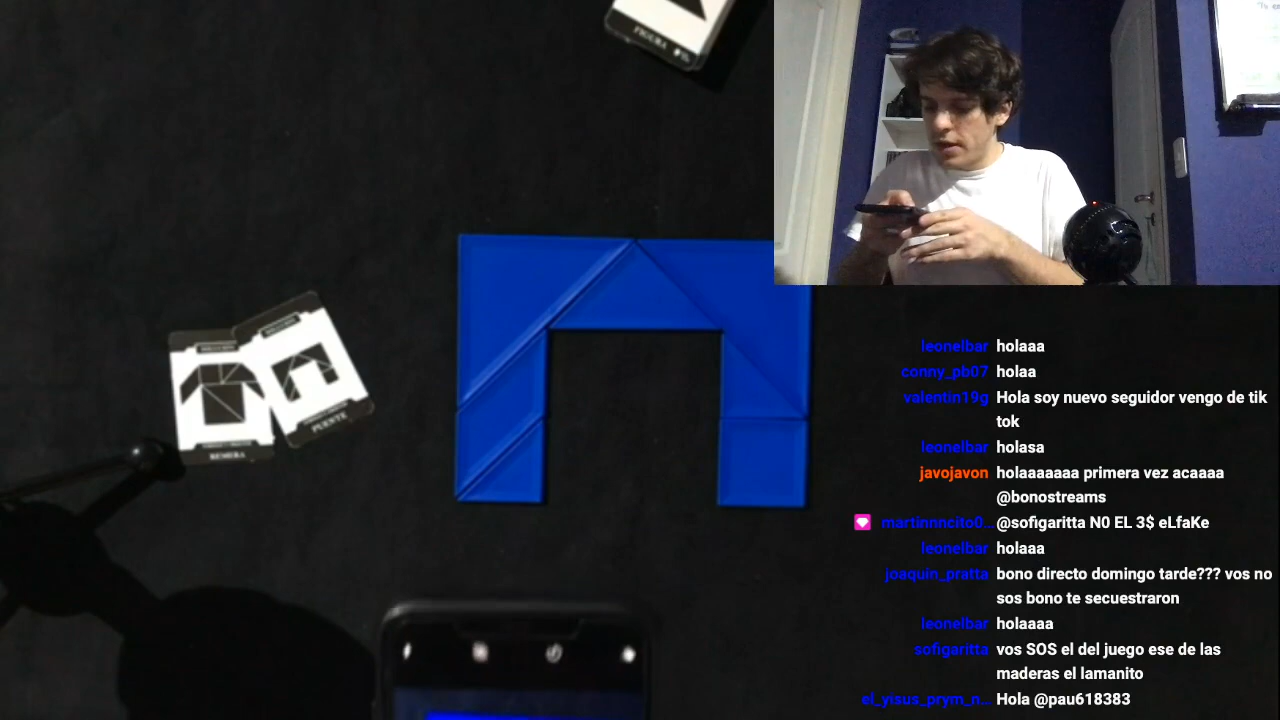 FIGURA
REMERA
PUENTE
leonelbar holaaa
conny_pb07 holaa
valentin19g Hola soy nuevo seguidor vengo de tik
tok
leonelbar holasa
javojavon holaaaaaaa primera vez acaaaa
@bonostreams
martinnncito0... @sofigaritta N0 EL 3$ eLfaKe
leonelbar holaaa
joaquin_pratta bono directo domingo tarde??? vos no
sos bono te secuestraron
leonelbar holaaaa
sofigaritta vos SOS el del juego ese de las
maderas el lamanito
el_yisus_prym_n... Hola @pau618383